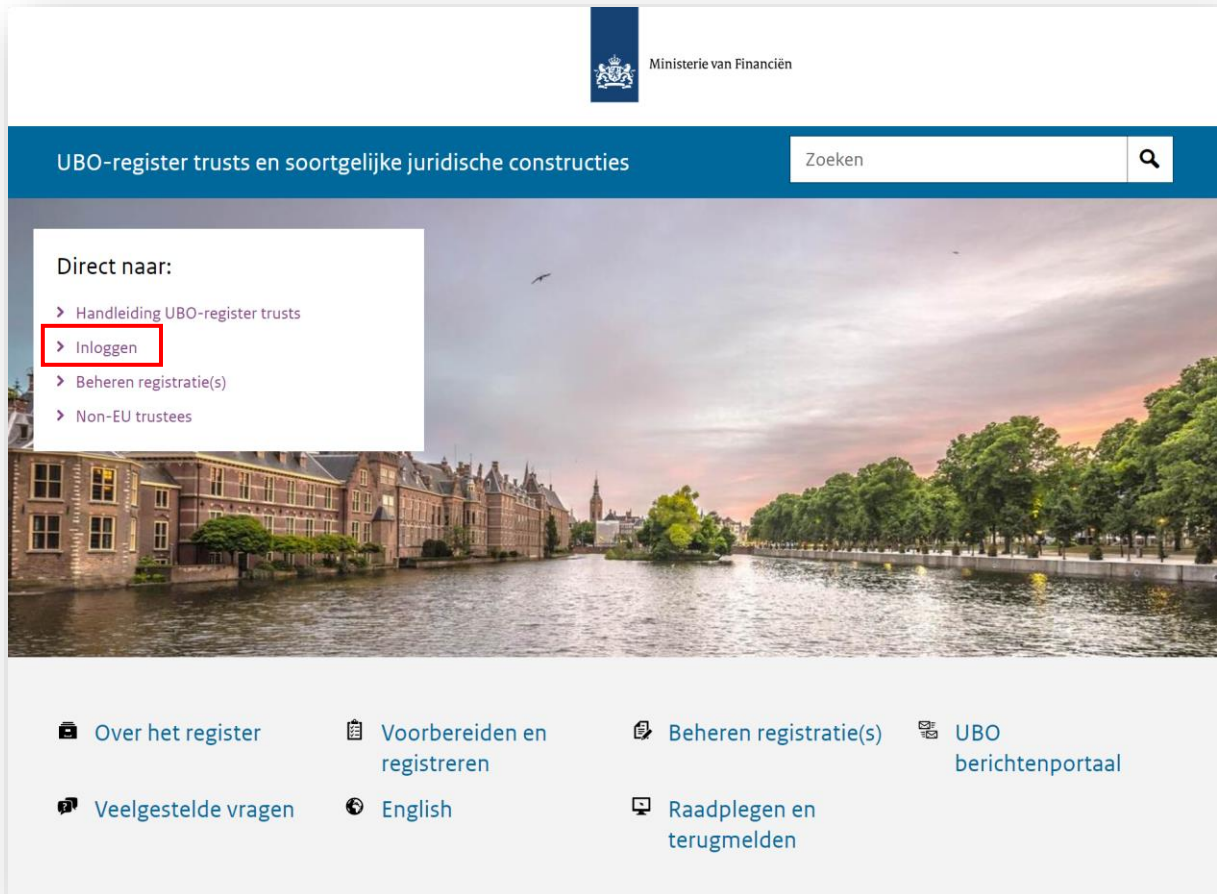 Ministerie van Financiën
UBO-register trusts en soortgelijke juridische constructies
Zoeken
Direct naar:
Handleiding UBO-register trusts
Inloggen
Beheren registratie(s)
Non-EU trustees
Over het register
Voorbereiden en
registreren
Beheren registratie(s)
UBO
berichtenportaal
Veelgestelde vragen
English
Raadplegen en
terugmelden